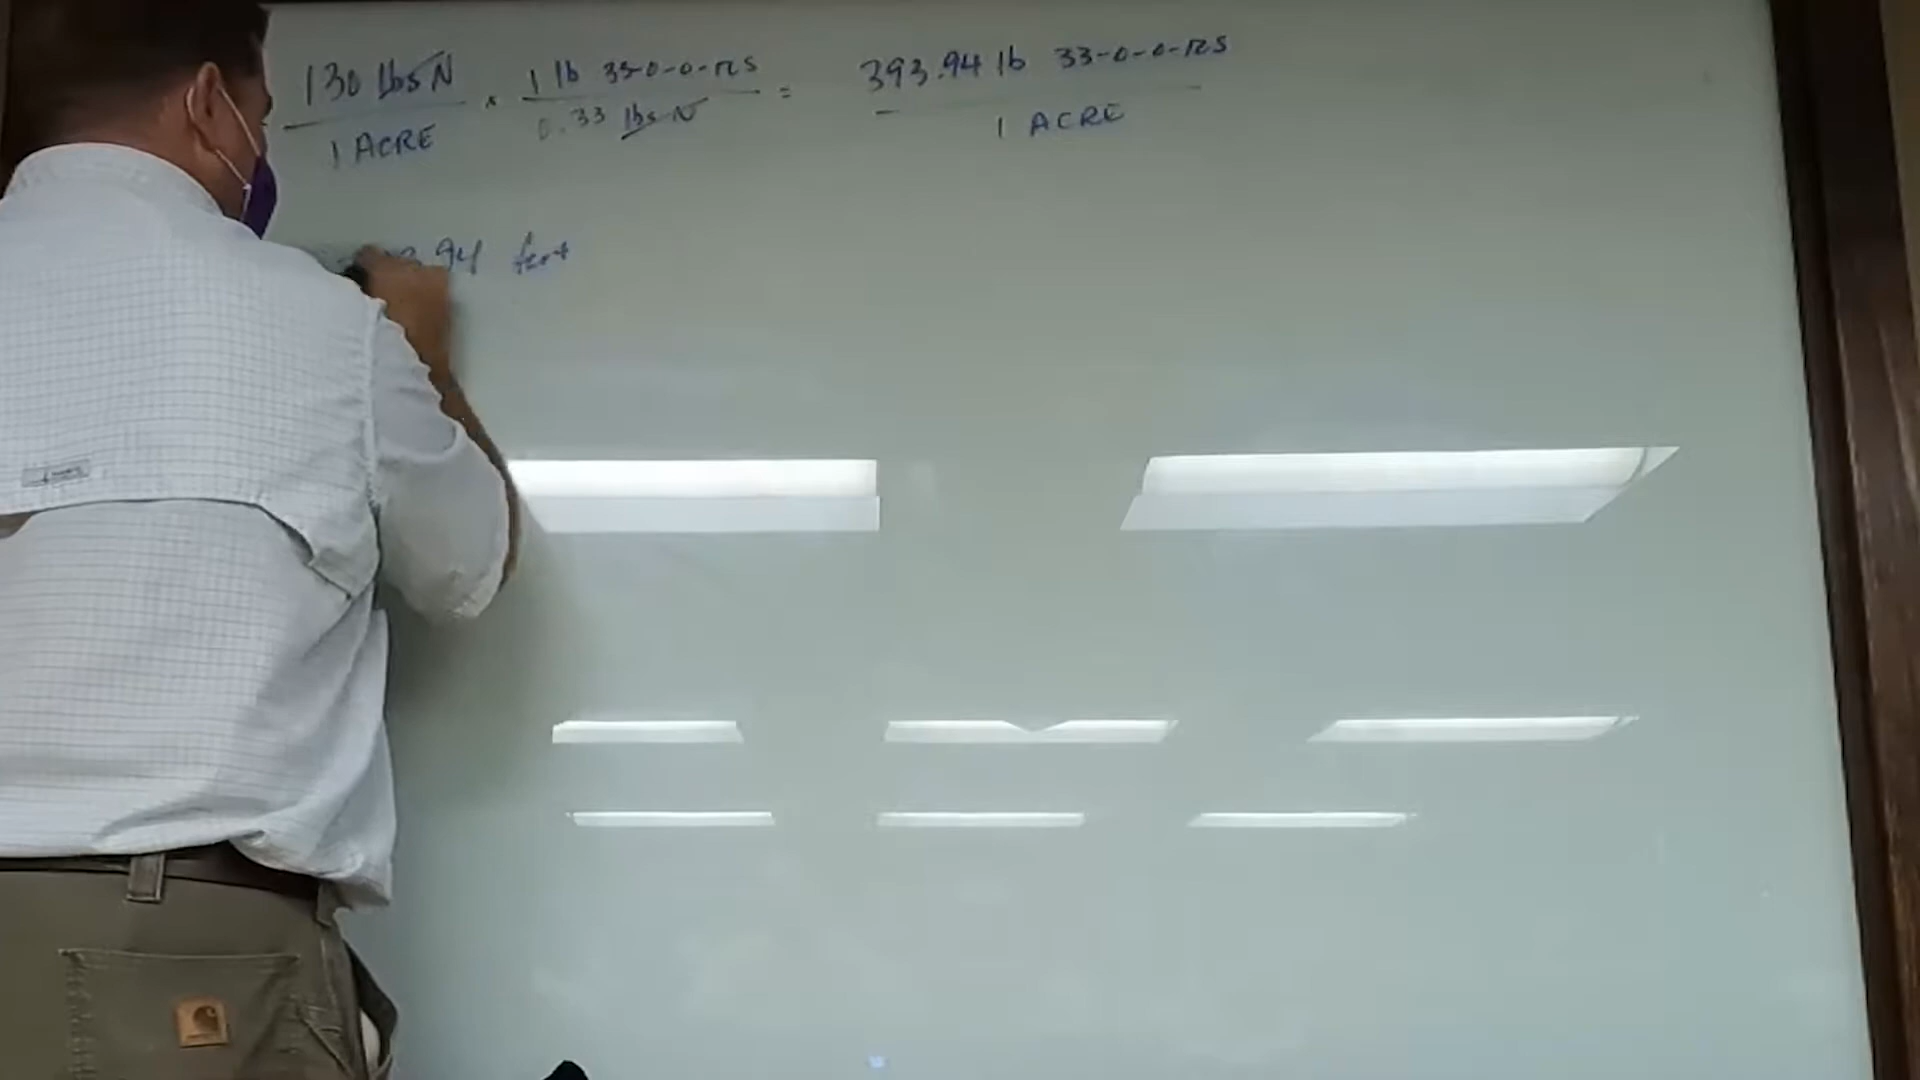 130 lbs N × 1 lb 33-0-0-12S = 393.94 lb 33-0-0-12S
1 ACRE 0.33 lbs N 1 ACRE
94 fert